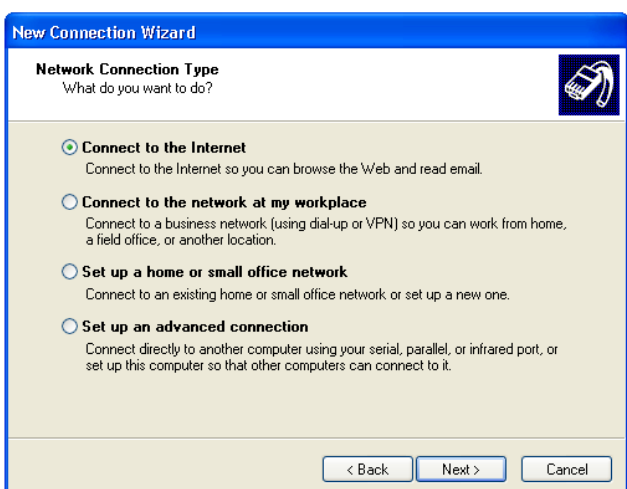 New Connection Wizard
Network Connection Type
What do you want to do?
Connect to the Internet
Connect to the Internet so you can browse the Web and read email.
Connect to the network at my workplace
Connect to a business network (using dial-up or VPN) so you can work from home,
a field office, or another location.
Set up a home or small office network
Connect to an existing home or small office network or set up a new one.
Set up an advanced connection
Connect directly to another computer using your serial, parallel, or infrared port, or
set up this computer so that other computers can connect to it.
< Back Next > Cancel